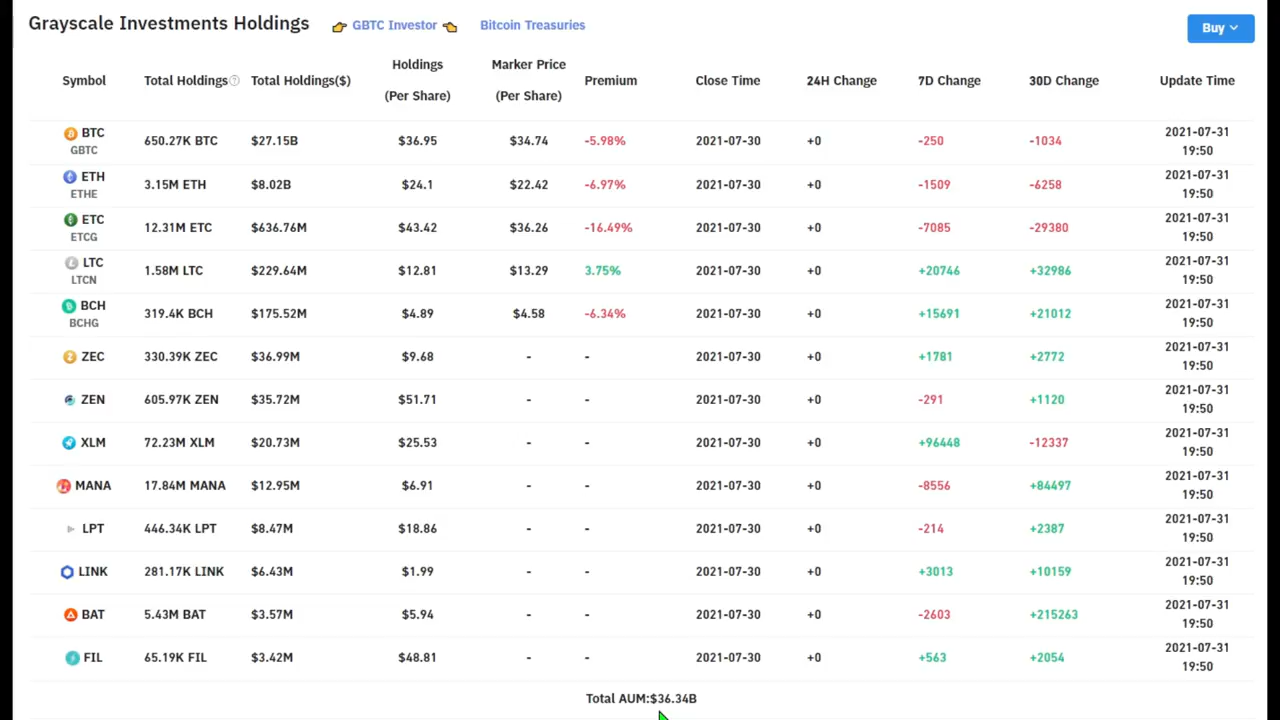 Grayscale Investments Holdings GBTC Investor Bitcoin Treasuries Buy
Symbol Total Holdings Total Holdings($) Holdings (Per Share) Marker Price (Per Share) Premium Close Time 24H Change 7D Change 30D Change Update Time
BTC GBTC 650.27K BTC $27.15B $36.95 $34.74 -5.98% 2021-07-30 +0 -250 -1034 2021-07-31 19:50
ETH ETHE 3.15M ETH $8.02B $24.1 $22.42 -6.97% 2021-07-30 +0 -1509 -6258 2021-07-31 19:50
ETC ETCG 12.31M ETC $636.76M $43.42 $36.26 -16.49% 2021-07-30 +0 -7085 -29380 2021-07-31 19:50
LTC LTCN 1.58M LTC $229.64M $12.81 $13.29 3.75% 2021-07-30 +0 +20746 +32986 2021-07-31 19:50
BCH BCHG 319.4K BCH $175.52M $4.89 $4.58 -6.34% 2021-07-30 +0 +15691 +21012 2021-07-31 19:50
ZEC 330.39K ZEC $36.99M $9.68 - - 2021-07-30 +0 +1781 +2772 2021-07-31 19:50
ZEN 605.97K ZEN $35.72M $51.71 - - 2021-07-30 +0 -291 +1120 2021-07-31 19:50
XLM 72.23M XLM $20.73M $25.53 - - 2021-07-30 +0 +96448 -12337 2021-07-31 19:50
MANA 17.84M MANA $12.95M $6.91 - - 2021-07-30 +0 -8556 +84497 2021-07-31 19:50
LPT 446.34K LPT $8.47M $18.86 - - 2021-07-30 +0 -214 +2387 2021-07-31 19:50
LINK 281.17K LINK $6.43M $1.99 - - 2021-07-30 +0 +3013 +10159 2021-07-31 19:50
BAT 5.43M BAT $3.57M $5.94 - - 2021-07-30 +0 -2603 +215263 2021-07-31 19:50
FIL 65.19K FIL $3.42M $48.81 - - 2021-07-30 +0 +563 +2054 2021-07-31 19:50
Total AUM:$36.34B